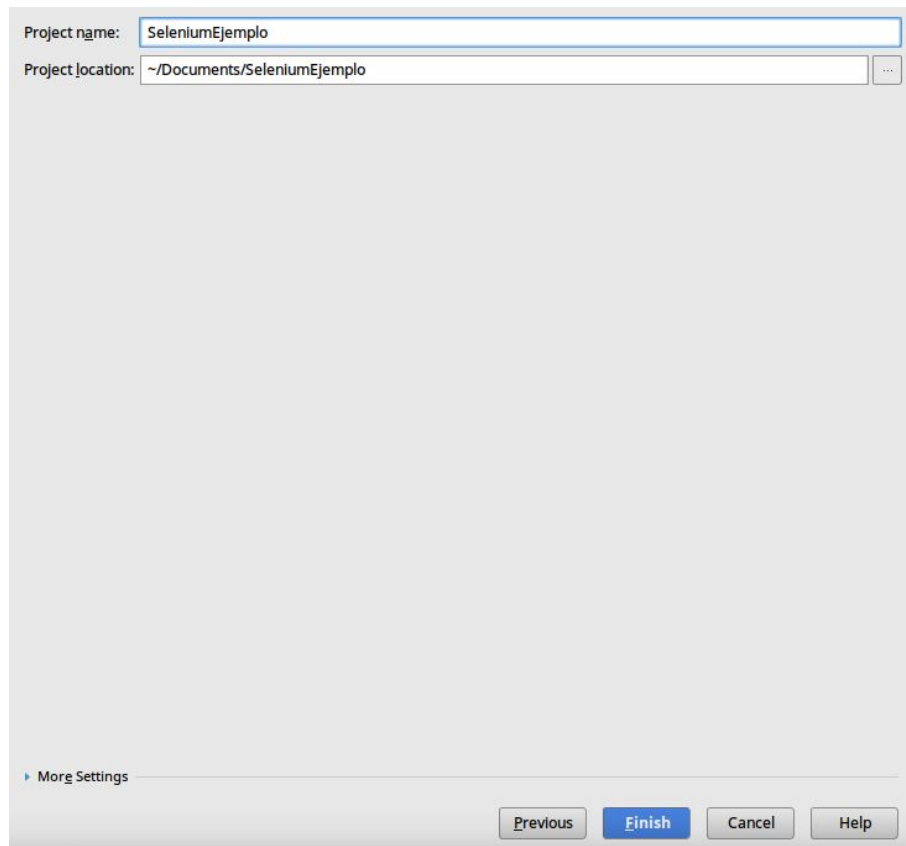 Project name: SeleniumEjemplo
Project location: ~/Documents/SeleniumEjemplo ...
More Settings
Previous Finish Cancel Help